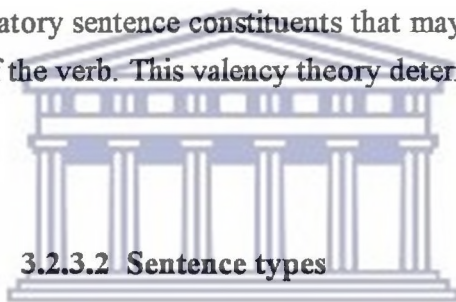 atory sentence constituents that may
f the verb. This valency theory deter
3.2.3.2 Sentence types